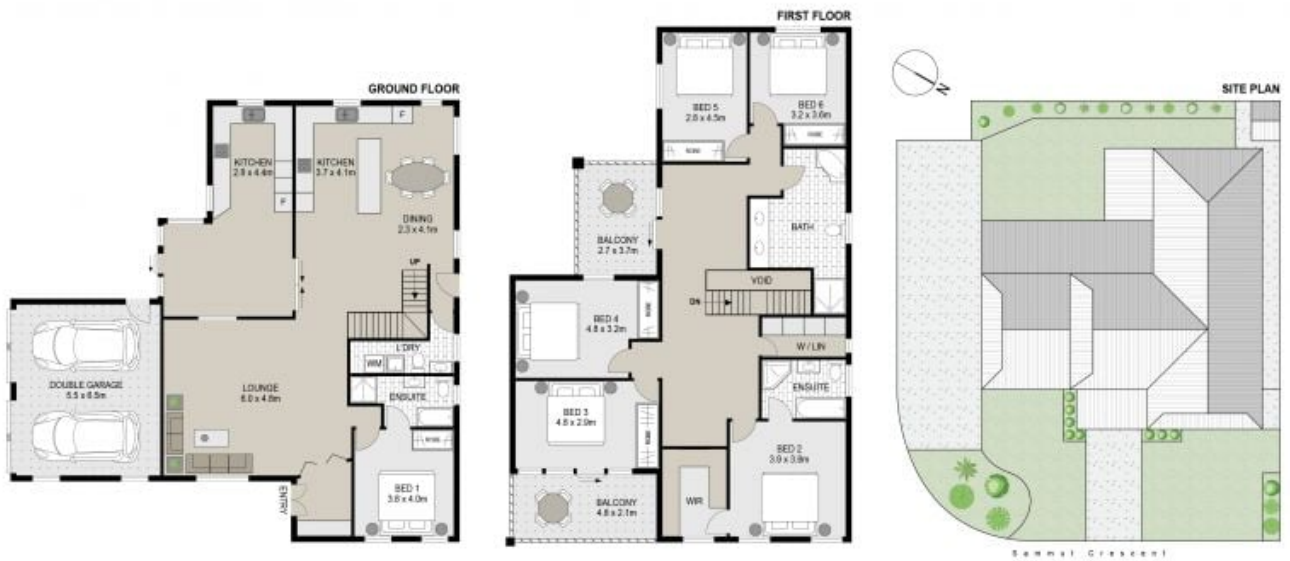 GROUND FLOOR
KITCHEN
2.9 x 4.4m
F
KITCHEN
3.7 x 4.1m
F
DINING
2.3 x 4.1m
UP
L'DRY
WM
ENSUITE
ROBE
BED 1
3.6 x 4.0m
LOUNGE
6.0 x 4.8m
DOUBLE GARAGE
5.5 x 6.5m
ENTRY
FIRST FLOOR
BED 5
2.8 x 4.5m
ROBE
BED 6
3.2 x 3.6m
ROBE
BALCONY
2.7 x 3.7m
BATH
VOID
DN
BED 4
4.8 x 3.2m
ROBE
W / LIN
ENSUITE
BED 3
4.8 x 2.9m
ROBE
BED 2
3.9 x 3.8m
WIR
BALCONY
4.8 x 2.1m
N
SITE PLAN
Sammut Crescent